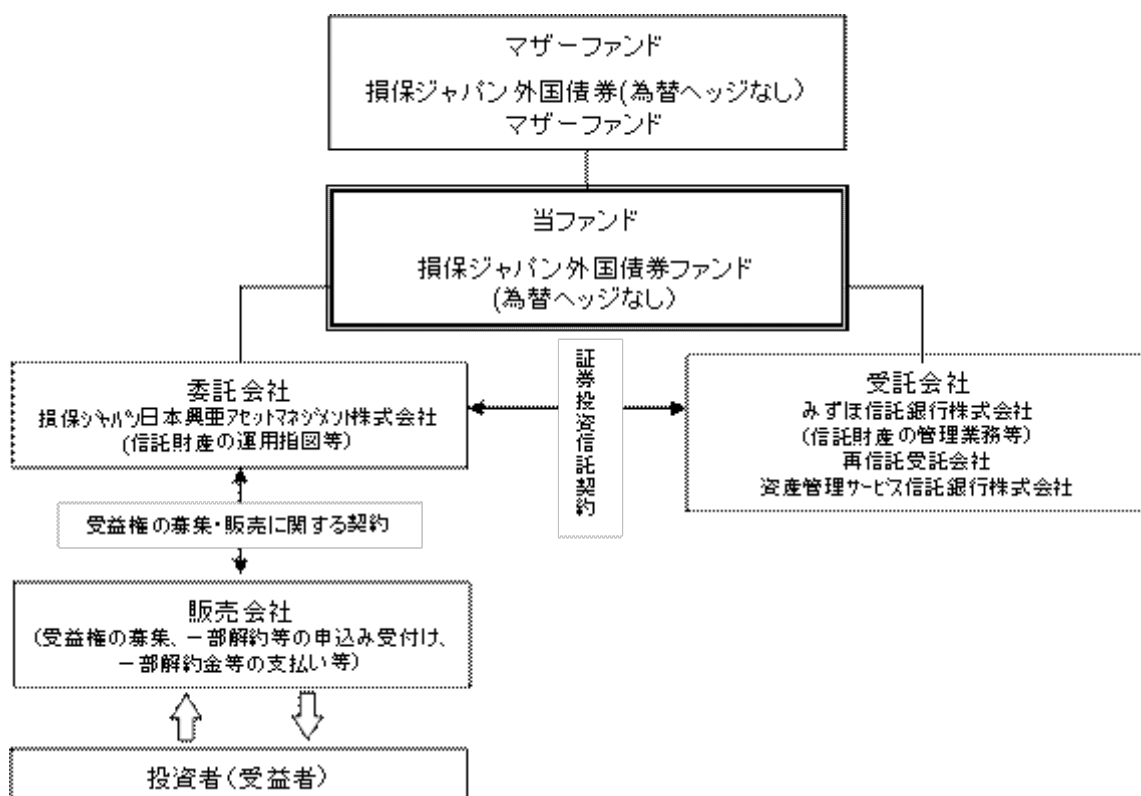 マザーファンド
損保ジャパン外国債券(為替ヘッジなし)
マザーファンド
当ファンド
損保ジャパン外国債券ファンド
(為替ヘッジなし)
委託会社
損保ジャパン日本興亜アセットマネジメント株式会社
(信託財産の運用指図等)
証券投資信託契約
受託会社
みずほ信託銀行株式会社
(信託財産の管理業務等)
再信託受託会社
資産管理サービス信託銀行株式会社
受益権の募集・販売に関する契約
販売会社
(受益権の募集、一部解約等の申込み受付け、
一部解約金等の支払い等)
投資者(受益者)